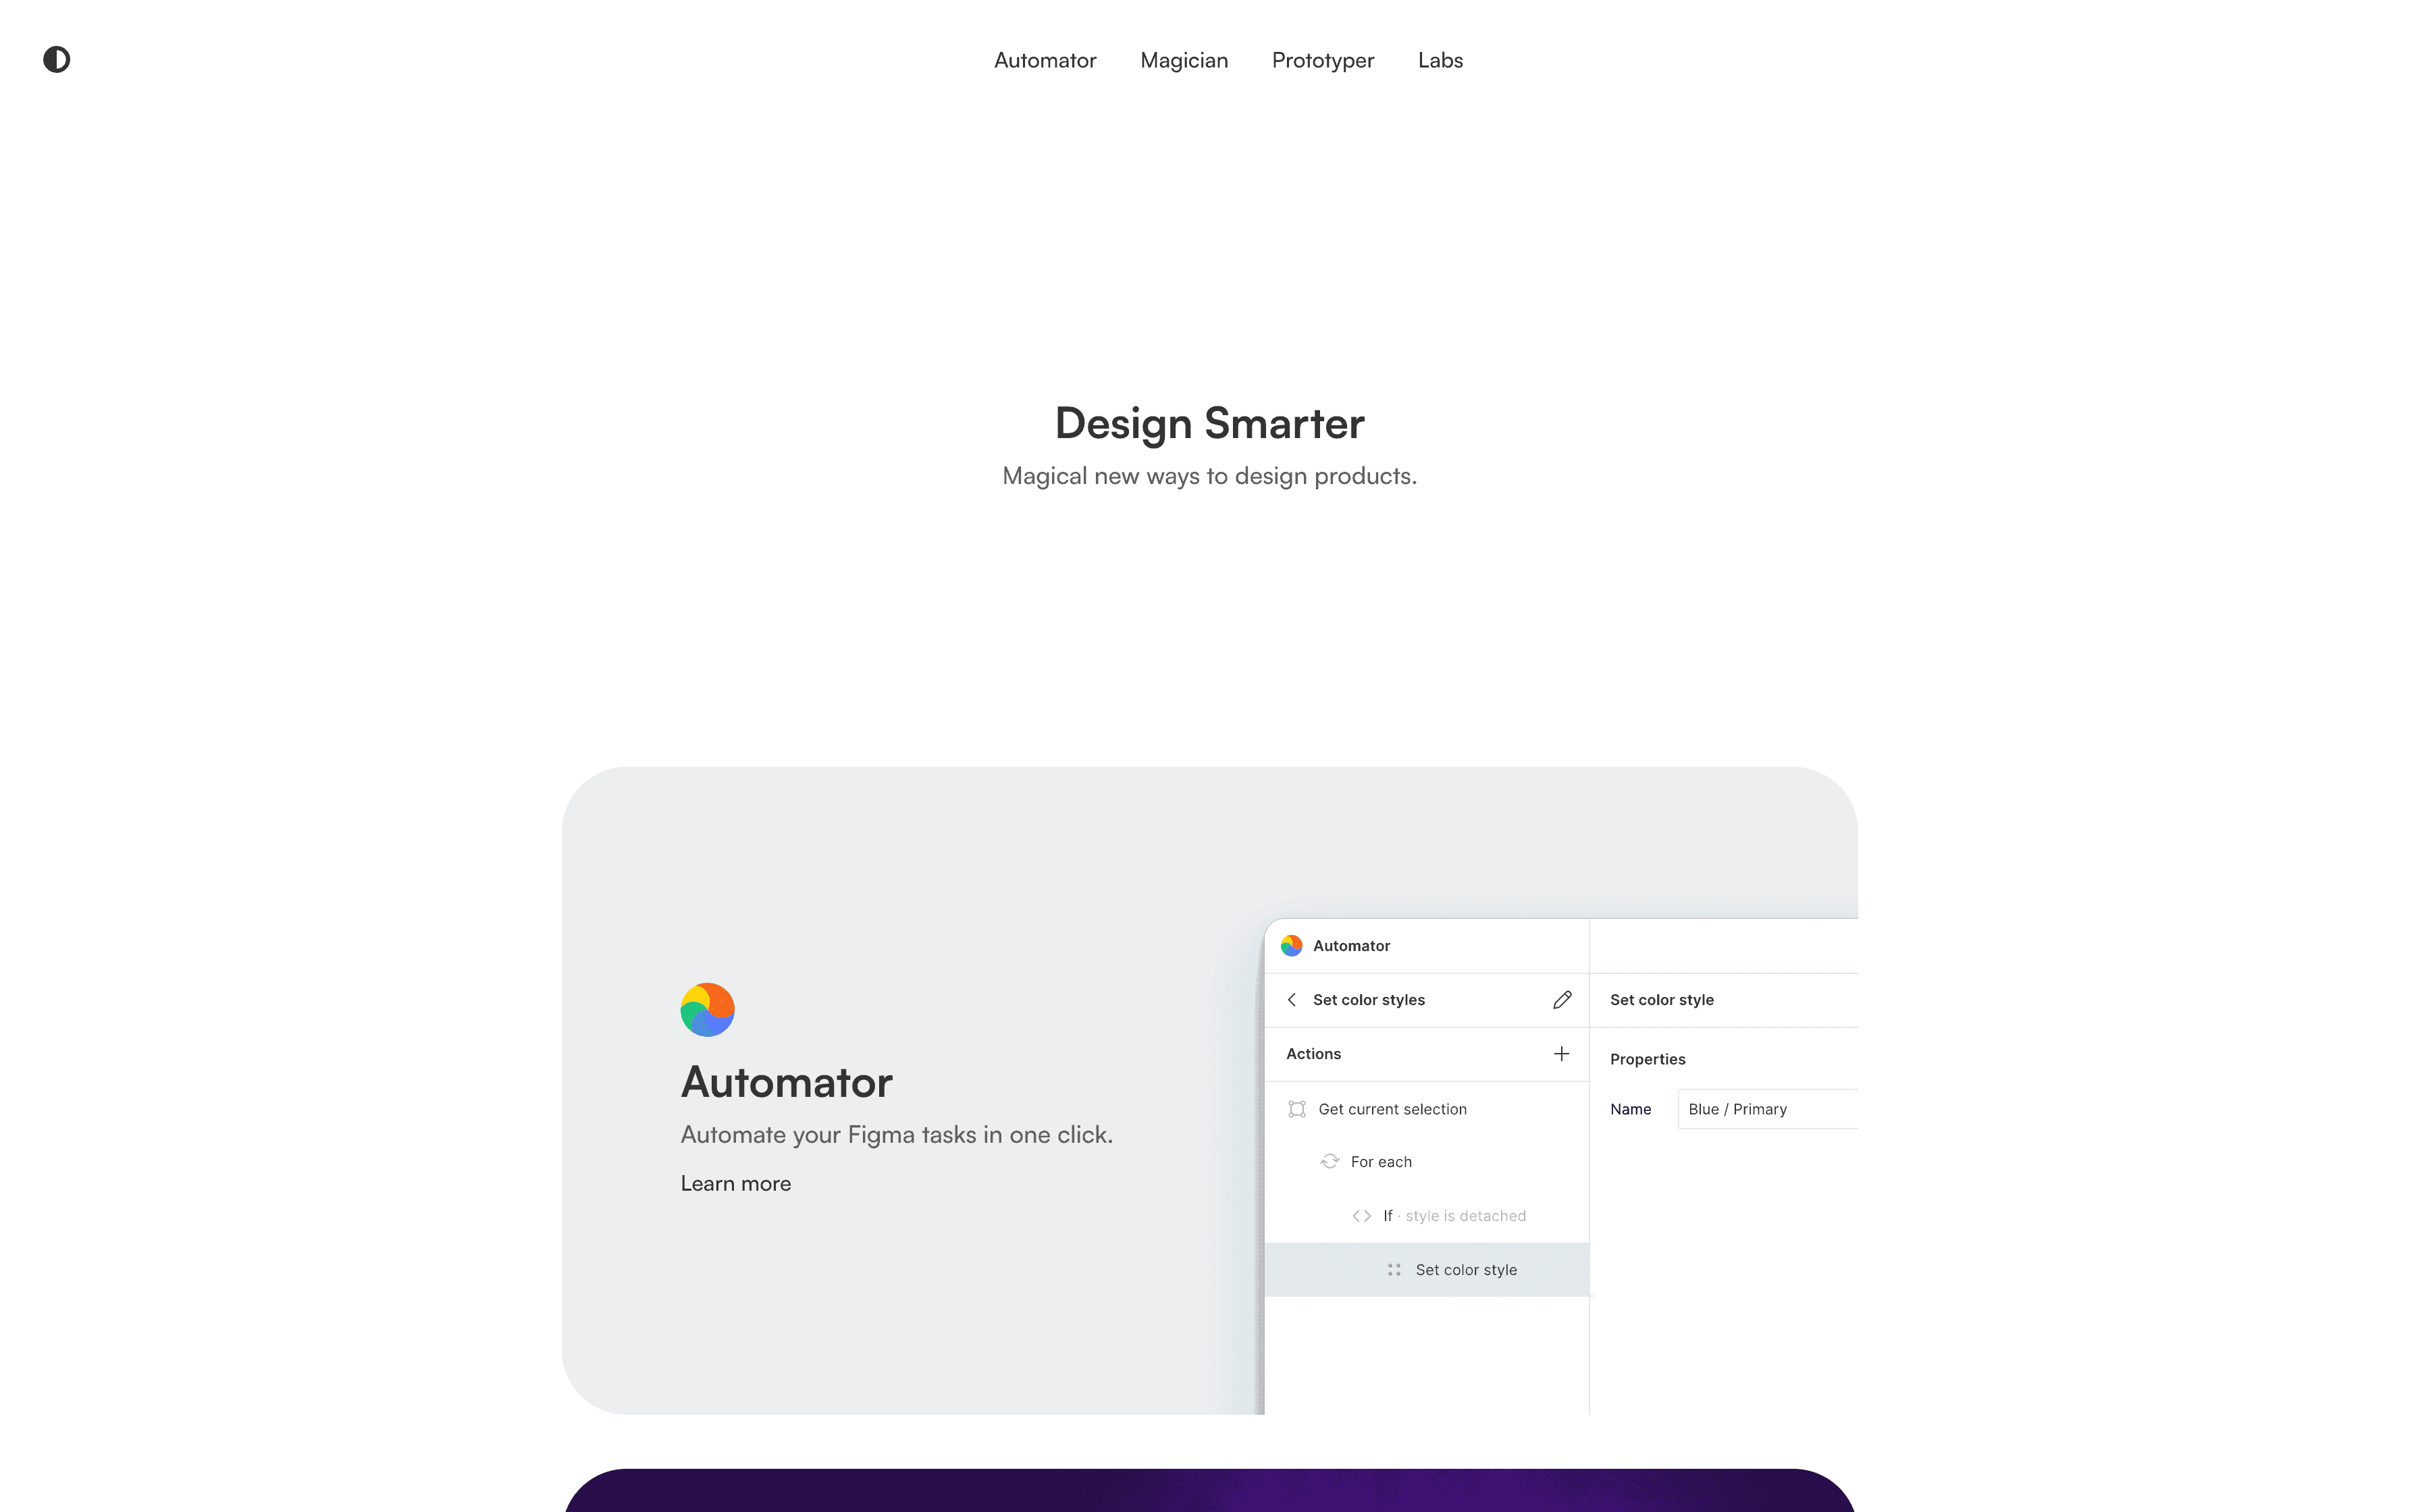 Automator Magician Prototyper Labs
Design Smarter
Magical new ways to design products.
Automator
Automate your Figma tasks in one click.
Learn more
Automator
Set color styles
Actions
Get current selection
For each
If · style is detached
Set color style
Set color style
Properties
Name Blue / Primary